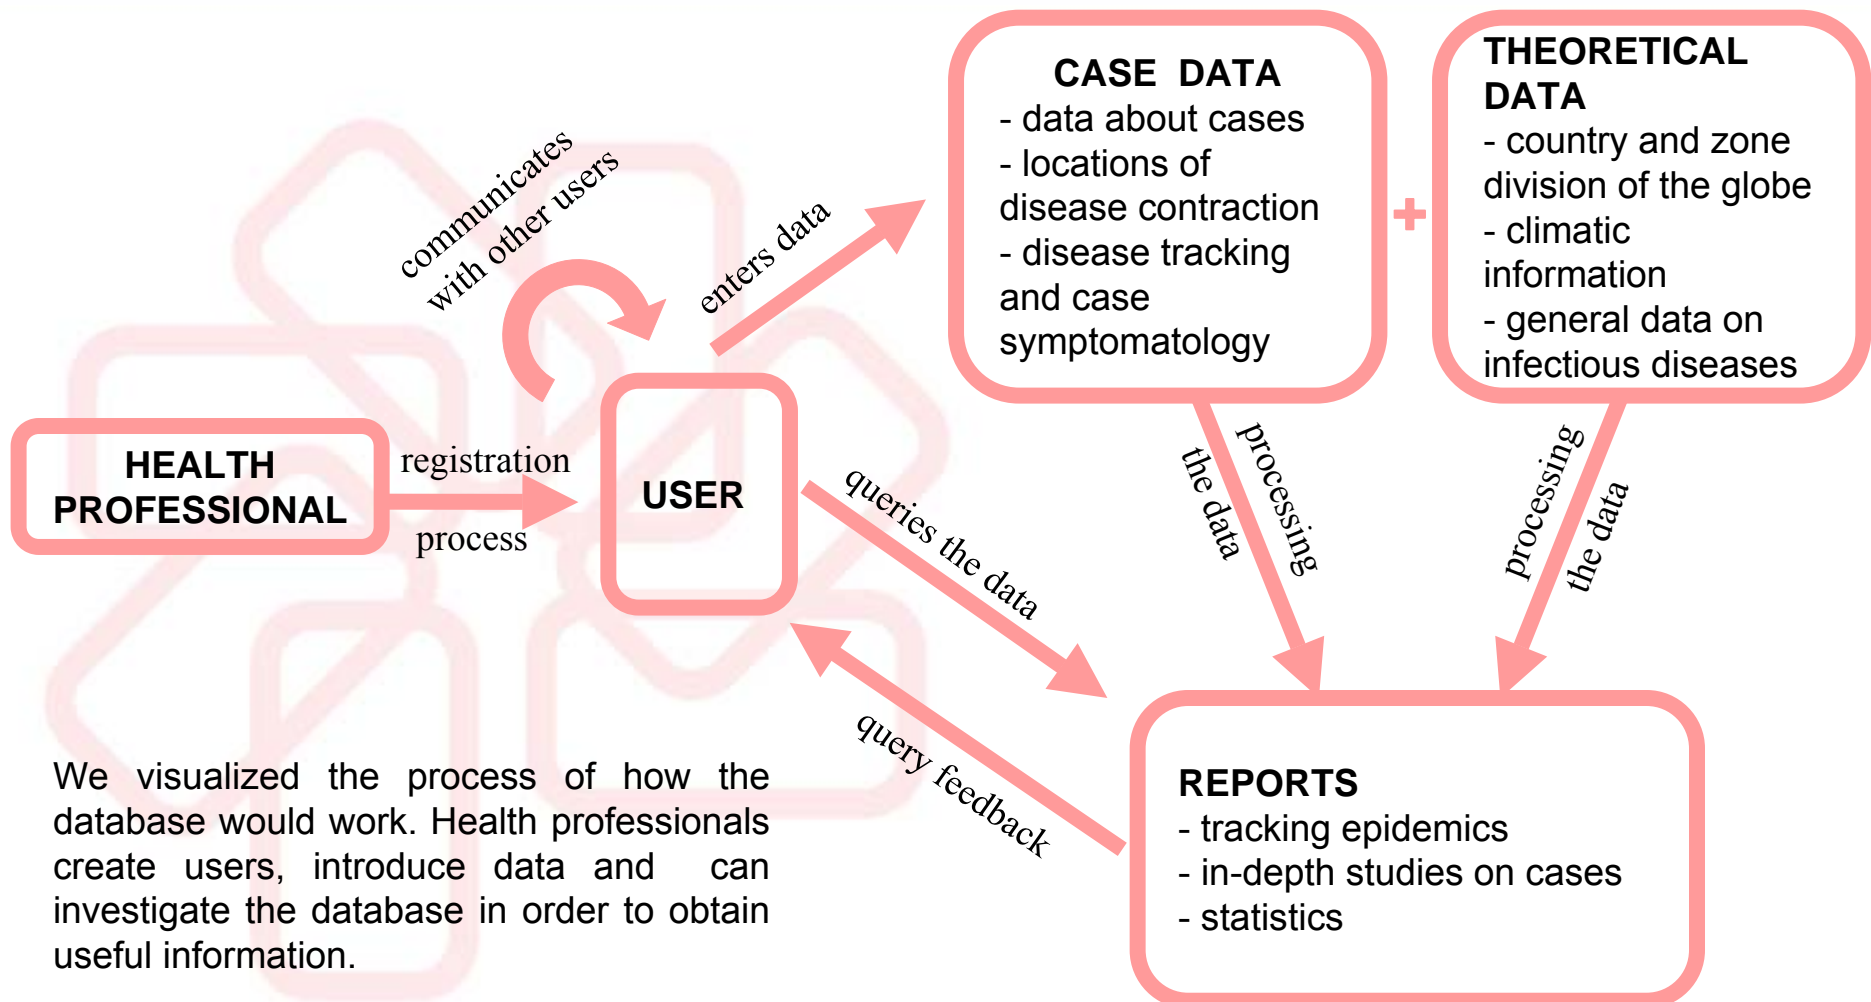 CASE DATA
- data about cases
- locations of
disease contraction
- disease tracking
and case
symptomatology
THEORETICAL
DATA
- country and zone
division of the globe
- climatic
information
- general data on
infectious diseases
communicates
with other users
enters data
HEALTH
PROFESSIONAL
registration
process
USER
queries the data
query feedback
processing
the data
processing
the data
REPORTS
- tracking epidemics
- in-depth studies on cases
- statistics
We visualized the process of how the
database would work. Health professionals
create users, introduce data and can
investigate the database in order to obtain
useful information.